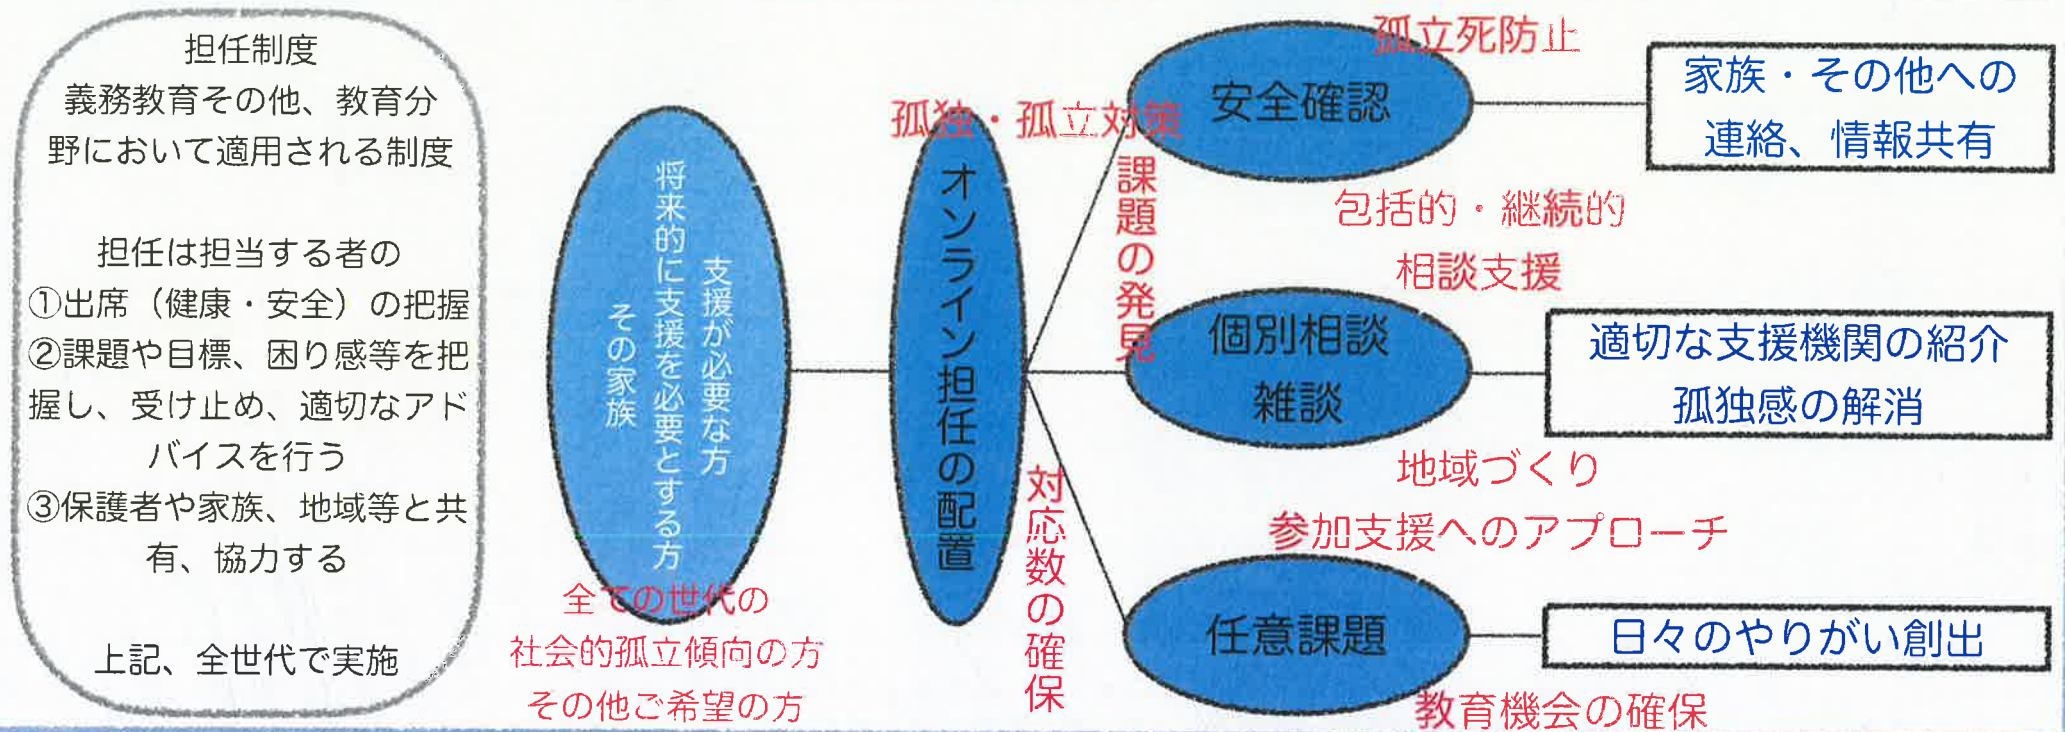 担任制度
義務教育その他、教育分
野において適用される制度
担任は担当する者の
①出席（健康・安全）の把握
②課題や目標、困り感等を把
握し、受け止め、適切なアド
バイスを行う
③保護者や家族、地域等と共
有、協力する
上記、全世代で実施
支援が必要な方
将来的に支援を必要とする方
その家族
全ての世代の
社会的孤立傾向の方
その他ご希望の方
孤独・孤立対策
オンライン担任の配置
課題の発見
対応数の確保
孤立死防止
安全確認
家族・その他への
連絡、情報共有
包括的・継続的
相談支援
個別相談
雑談
適切な支援機関の紹介
孤独感の解消
地域づくり
参加支援へのアプローチ
任意課題
日々のやりがい創出
教育機会の確保